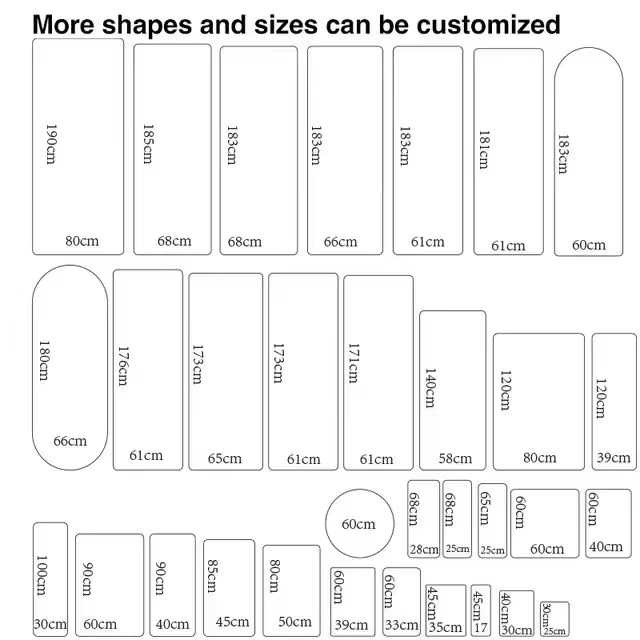 More shapes and sizes can be customized
190cm
80cm
185cm
68cm
183cm
68cm
183cm
66cm
183cm
61cm
181cm
61cm
183cm
60cm
180cm
66cm
176cm
61cm
173cm
65cm
173cm
61cm
171cm
61cm
140cm
58cm
120cm
80cm
120cm
39cm
60cm
68cm
28cm
68cm
25cm
65cm
25cm
60cm
60cm
60cm
40cm
100cm
30cm
90cm
60cm
90cm
40cm
85cm
45cm
80cm
50cm
60cm
39cm
60cm
33cm
45cm
35cm
45cm
17
40cm
30cm
30cm
25cm